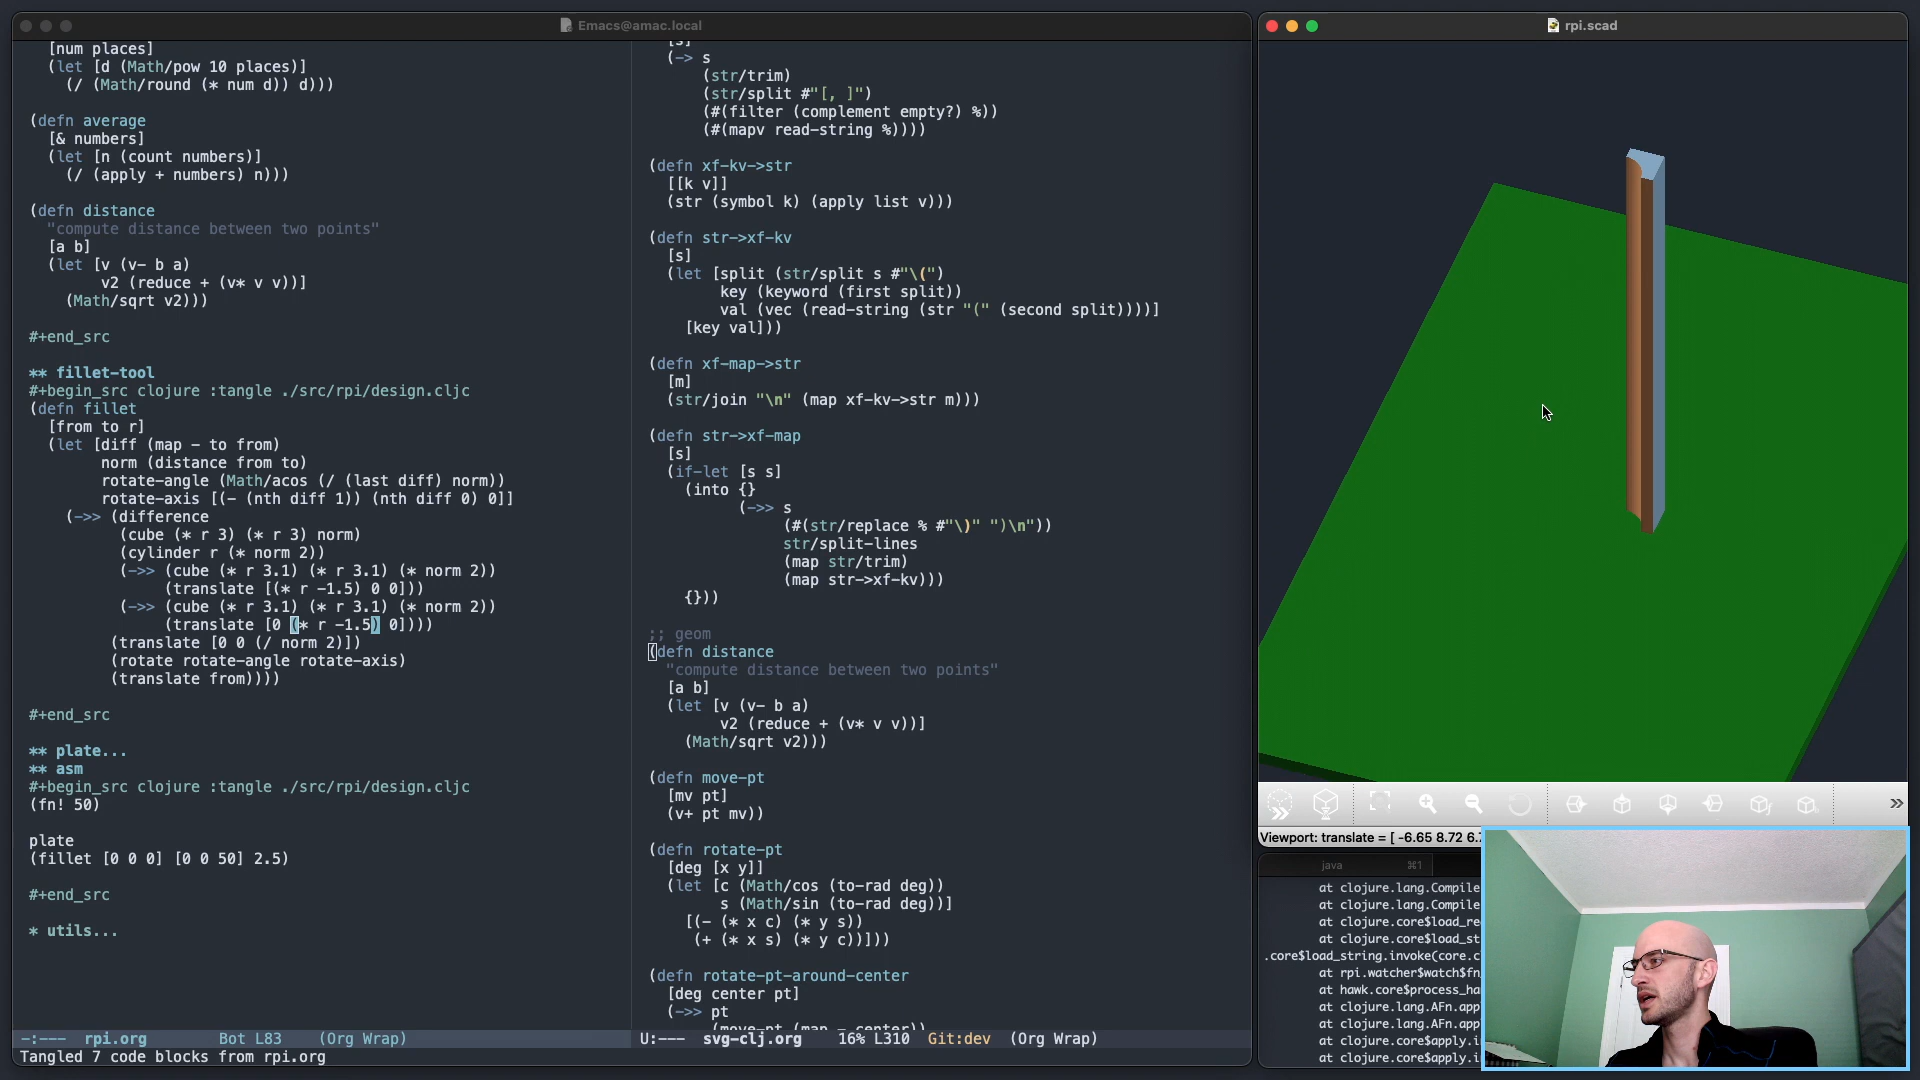 Emacs@amac.local
[num places]
(let [d (Math/pow 10 places)]
(/ (Math/round (* num d)) d)))
(defn average
[& numbers]
(let [n (count numbers)]
(/ (apply + numbers) n)))
(defn distance
"compute distance between two points"
[a b]
(let [v (v- b a)
v2 (reduce + (v* v v))]
(Math/sqrt v2)))
#+end_src
** fillet-tool
#+begin_src clojure :tangle ./src/rpi/design.cljc
(defn fillet
[from to r]
(let [diff (map - to from)
norm (distance from to)
rotate-angle (Math/acos (/ (last diff) norm))
rotate-axis [(- (nth diff 1)) (nth diff 0) 0]]
(->> (difference
(cube (* r 3) (* r 3) norm)
(cylinder r (* norm 2))
(->> (cube (* r 3.1) (* r 3.1) (* norm 2))
(translate [(* r -1.5) 0 0]))
(->> (cube (* r 3.1) (* r 3.1) (* norm 2))
(translate [0 (* r -1.5) 0])))
(translate [0 0 (/ norm 2)])
(rotate rotate-angle rotate-axis)
(translate from))))
#+end_src
** plate...
** asm
#+begin_src clojure :tangle ./src/rpi/design.cljc
(fn! 50)
plate
(fillet [0 0 0] [0 0 50] 2.5)
#+end_src
* utils...
-:--- rpi.org Bot L83 (Org Wrap)
Tangled 7 code blocks from rpi.org
[s]
(-> s
(str/trim)
(str/split #"[, ]")
(#(filter (complement empty?) %))
(#(mapv read-string %))))
(defn xf-kv->str
[[k v]]
(str (symbol k) (apply list v)))
(defn str->xf-kv
[s]
(let [split (str/split s #"\(")
key (keyword (first split))
val (vec (read-string (str "(" (second split))))]
[key val]))
(defn xf-map->str
[m]
(str/join "\n" (map xf-kv->str m)))
(defn str->xf-map
[s]
(if-let [s s]
(into {}
(->> s
(#(str/replace % #"\)" ")\n"))
str/split-lines
(map str/trim)
(map str->xf-kv)))
{}))
;; geom
(defn distance
"compute distance between two points"
[a b]
(let [v (v- b a)
v2 (reduce + (v* v v))]
(Math/sqrt v2)))
(defn move-pt
[mv pt]
(v+ pt mv))
(defn rotate-pt
[deg [x y]]
(let [c (Math/cos (to-rad deg))
s (Math/sin (to-rad deg))]
[(- (* x c) (* y s))
(+ (* x s) (* y c))]))
(defn rotate-pt-around-center
[deg center pt]
(->> pt
(move-pt (map - center))
U:--- svg-clj.org 16% L310 Git:dev (Org Wrap)
rpi.scad
Viewport: translate = [ -6.65 8.72 6.7
java ⌘1
at clojure.lang.Compile
at clojure.lang.Compile
at clojure.core$load_re
at clojure.core$load_st
.core$load_string.invoke(core.c
at rpi.watcher$watch$fn
at hawk.core$process_ha
at clojure.lang.AFn.app
at clojure.lang.AFn.app
at clojure.core$apply.i
at clojure.core$apply.i